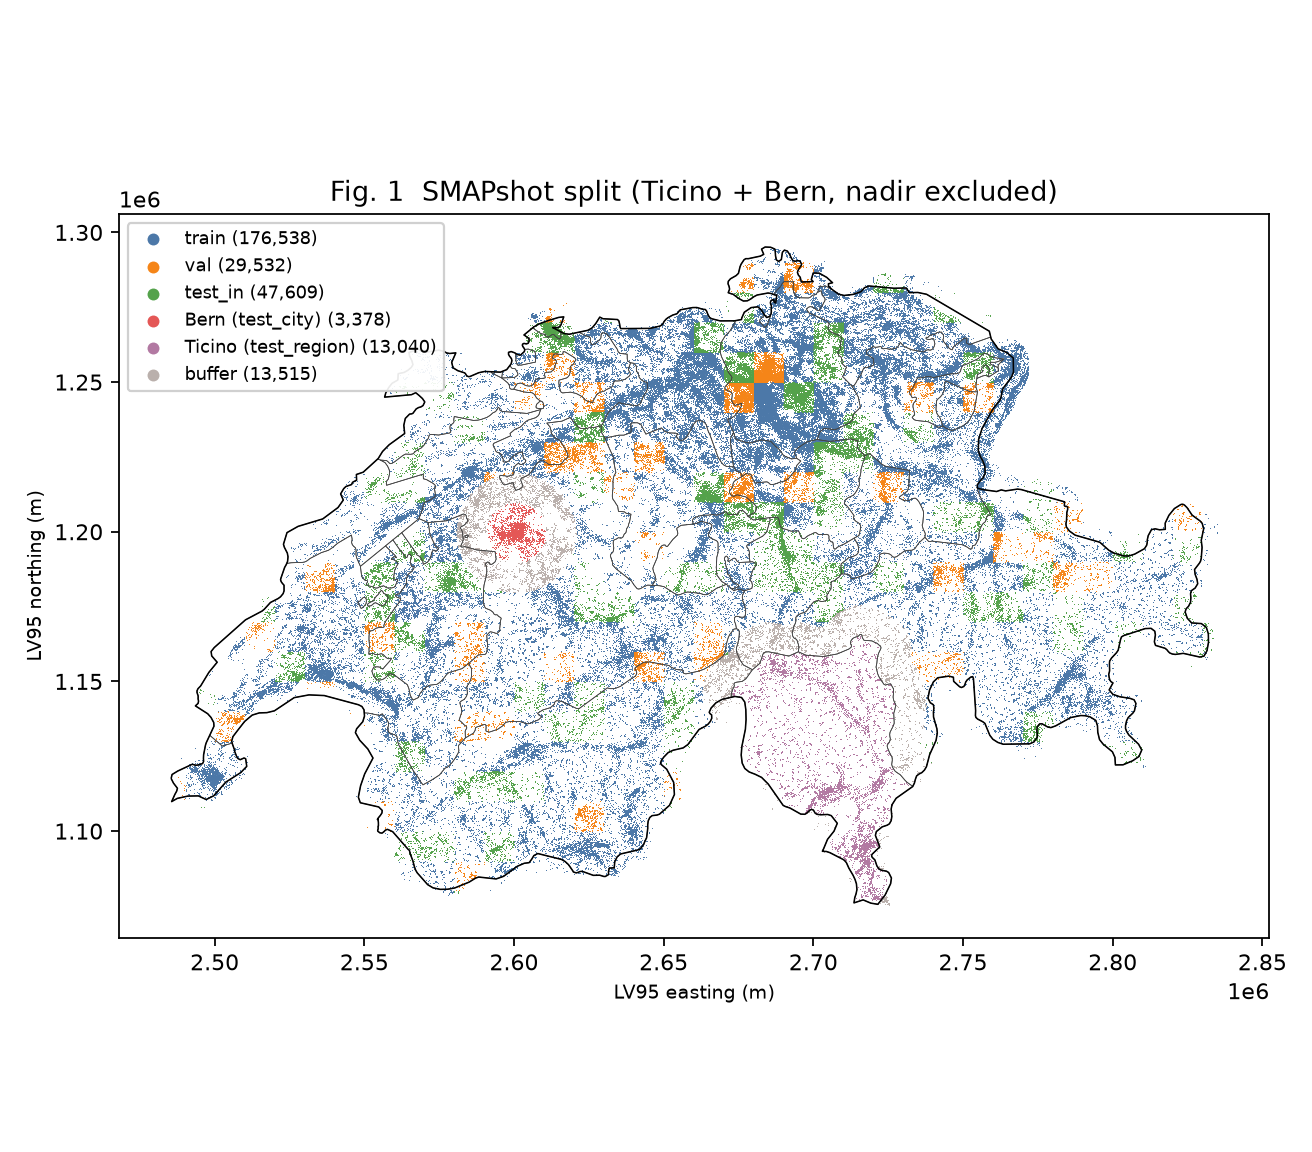 Fig. 1  SMAPshot split (Ticino + Bern, nadir excluded)
1e6
train (176,538)
val (29,532)
test_in (47,609)
Bern (test_city) (3,378)
Ticino (test_region) (13,040)
buffer (13,515)
1.30
1.25
1.20
1.15
1.10
LV95 northing (m)
2.50 2.55 2.60 2.65 2.70 2.75 2.80 2.85
LV95 easting (m)
1e6